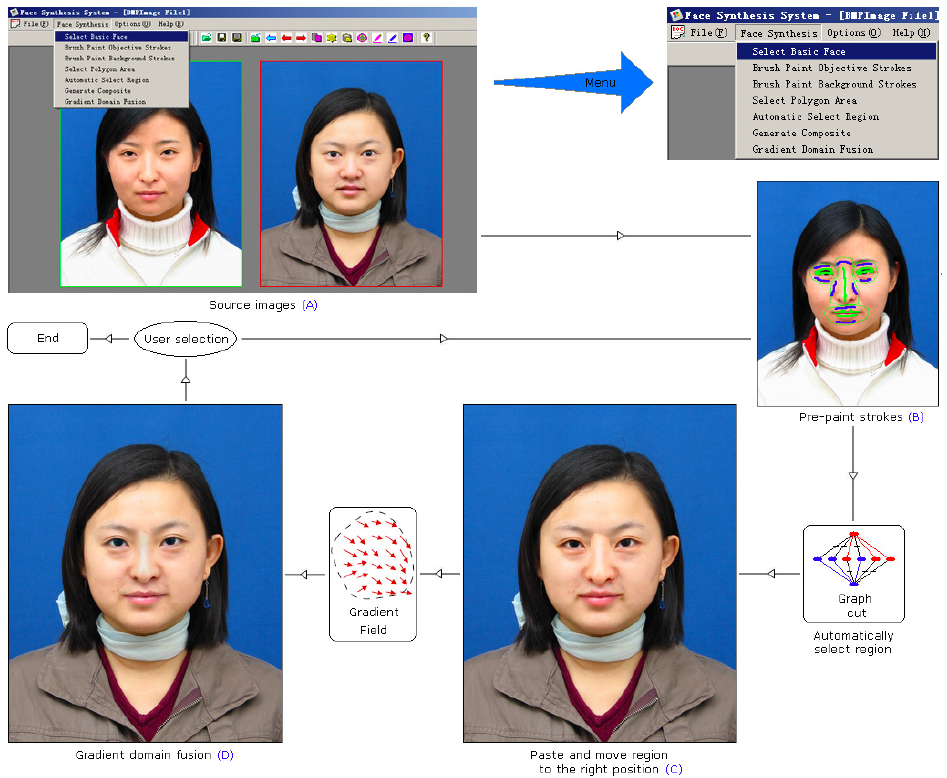 Face Synthesis System - [BMPImage File1]
File(F) Face Synthesis Options(O) Help(H)
Select Basic Face
Brush Paint Objective Strokes
Brush Paint Background Strokes
Select Polygon Area
Automatic Select Region
Generate Composite
Gradient Domain Fusion
Menu
Face Synthesis System - [BMPImage File1]
DOC File(F) Face Synthesis Options(O) Help(H)
Select Basic Face
Brush Paint Objective Strokes
Brush Paint Background Strokes
Select Polygon Area
Automatic Select Region
Generate Composite
Gradient Domain Fusion
Source images (A)
End
User selection
Pre-paint strokes (B)
Graph
cut
Automatically
select region
Gradient
Field
Gradient domain fusion (D)
Paste and move region
to the right position (C)